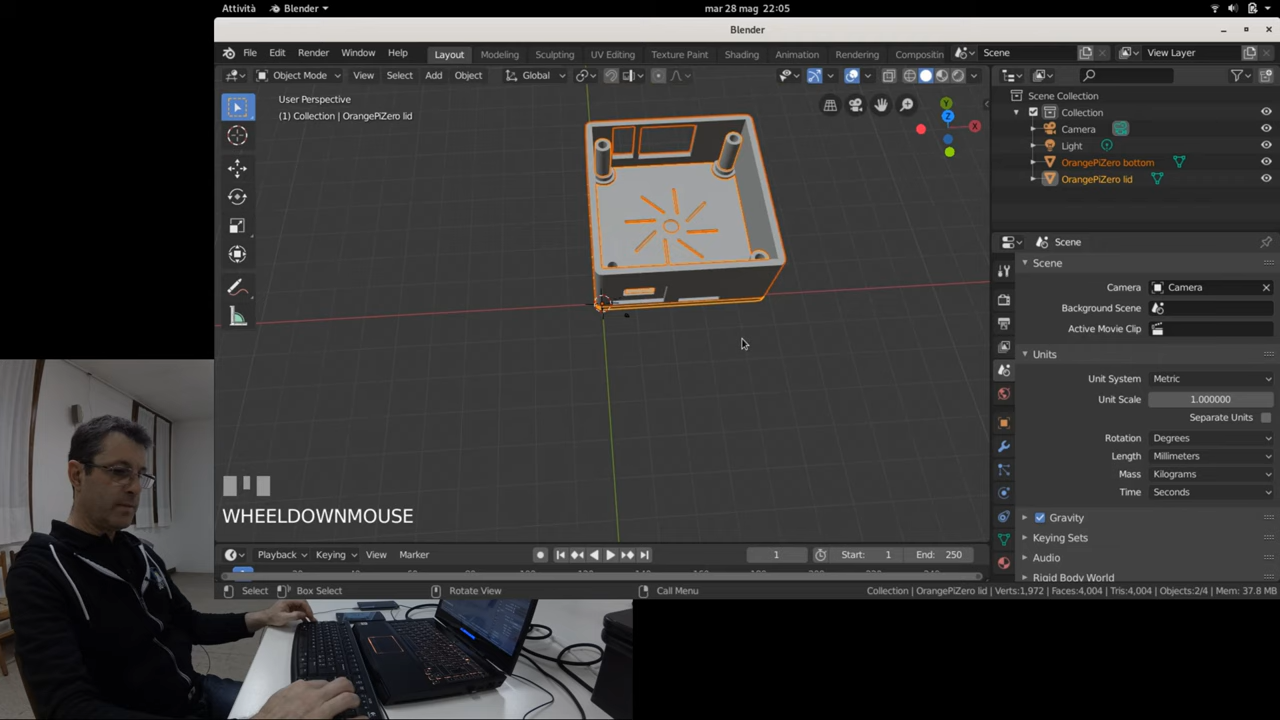 Attività Blender mar 28 mag 22:05
Blender
File Edit Render Window Help Layout Modeling Sculpting UV Editing Texture Paint Shading Animation Rendering Compositin Scene View Layer
Object Mode View Select Add Object Global
User Perspective
(1) Collection | OrangePiZero lid
Y
Z
X
Scene Collection
Collection
Camera
Light
OrangePiZero bottom
OrangePiZero lid
Scene
Scene
Camera Camera
Background Scene
Active Movie Clip
Units
Unit System Metric
Unit Scale 1.000000
Separate Units
Rotation Degrees
Length Millimeters
Mass Kilograms
Time Seconds
Gravity
Keying Sets
Audio
Rigid Body World
WHEELDOWNMOUSE
Playback Keying View Marker 1 Start: 1 End: 250
Select Box Select Rotate View Call Menu Collection | OrangePiZero lid | Verts:1,972 | Faces:4,004 | Tris:4,004 | Objects:2/4 | Mem: 37.8 MB